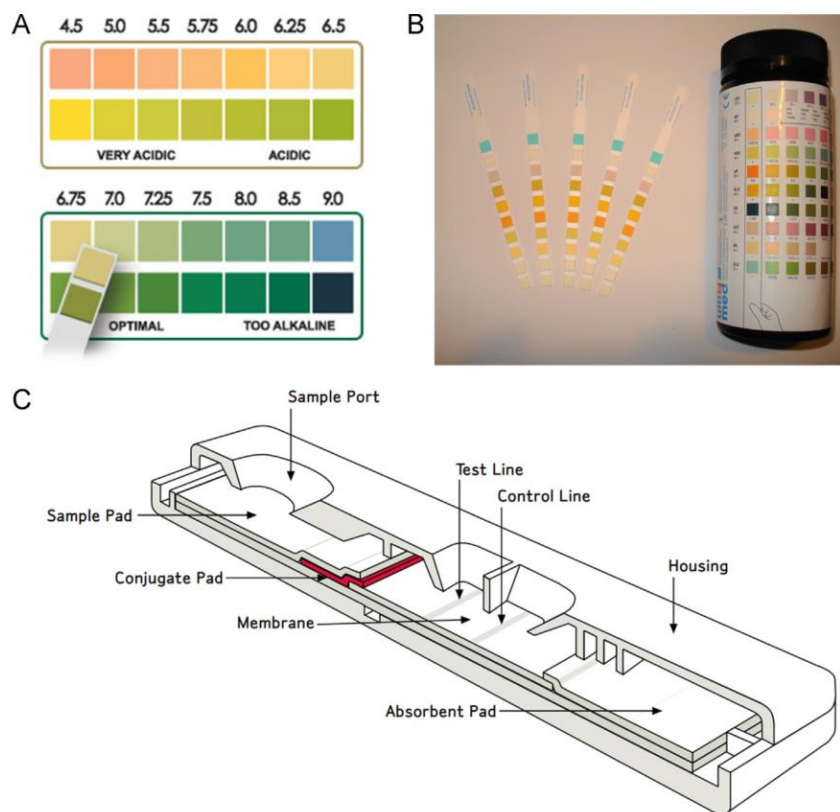 A
4.5 5.0 5.5 5.75 6.0 6.25 6.5
VERY ACIDIC ACIDIC
6.75 7.0 7.25 7.5 8.0 8.5 9.0
OPTIMAL TOO ALKALINE
B
med
C
Sample Port
Test Line
Control Line
Sample Pad
Housing
Conjugate Pad
Membrane
Absorbent Pad